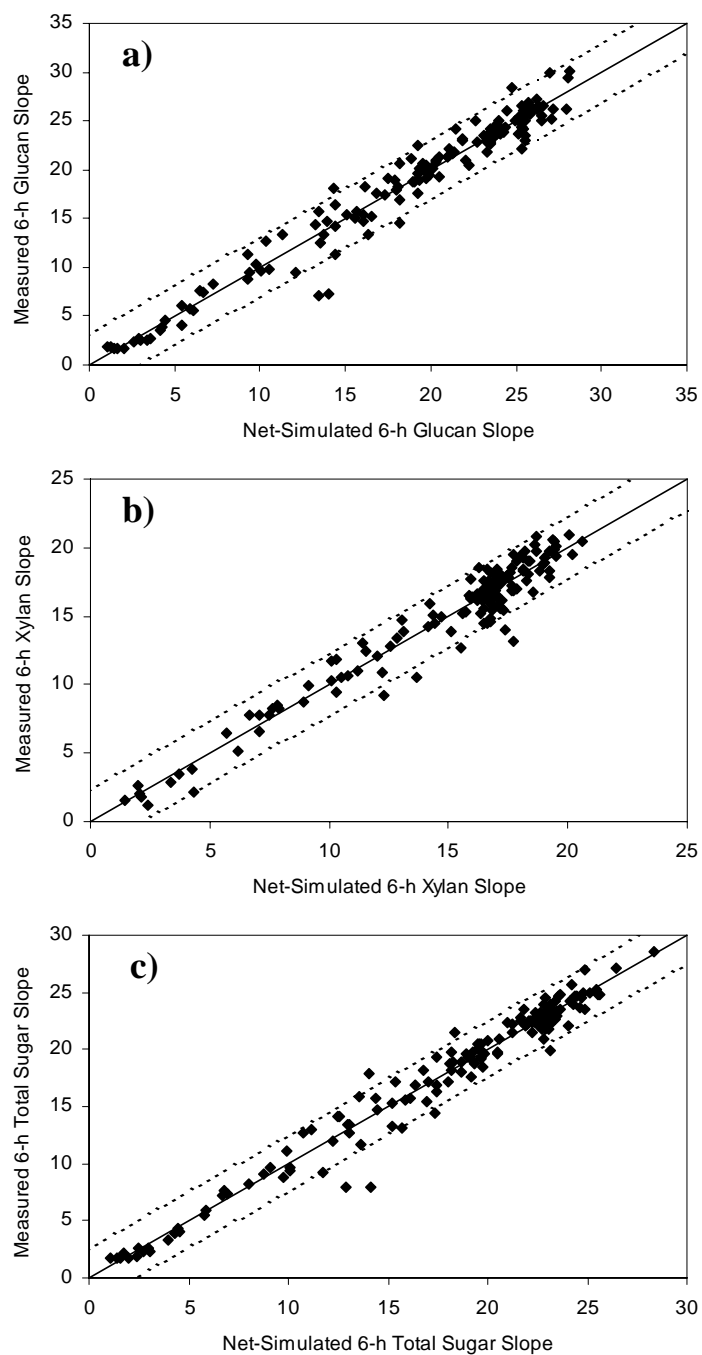 a)
35
30
25
20
15
10
5
0
Measured 6-h Glucan Slope
0 5 10 15 20 25 30 35
Net-Simulated 6-h Glucan Slope
b)
25
20
15
10
5
0
Measured 6-h Xylan Slope
0 5 10 15 20 25
Net-Simulated 6-h Xylan Slope
c)
30
25
20
15
10
5
0
Measured 6-h Total Sugar Slope
0 5 10 15 20 25 30
Net-Simulated 6-h Total Sugar Slope